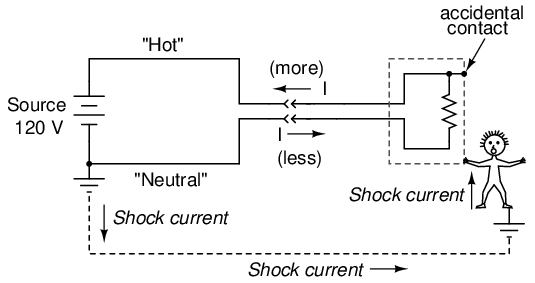 accidental
contact
"Hot"
(more)
I
Source
120 V
I
(less)
"Neutral"
Shock current
Shock current
Shock current